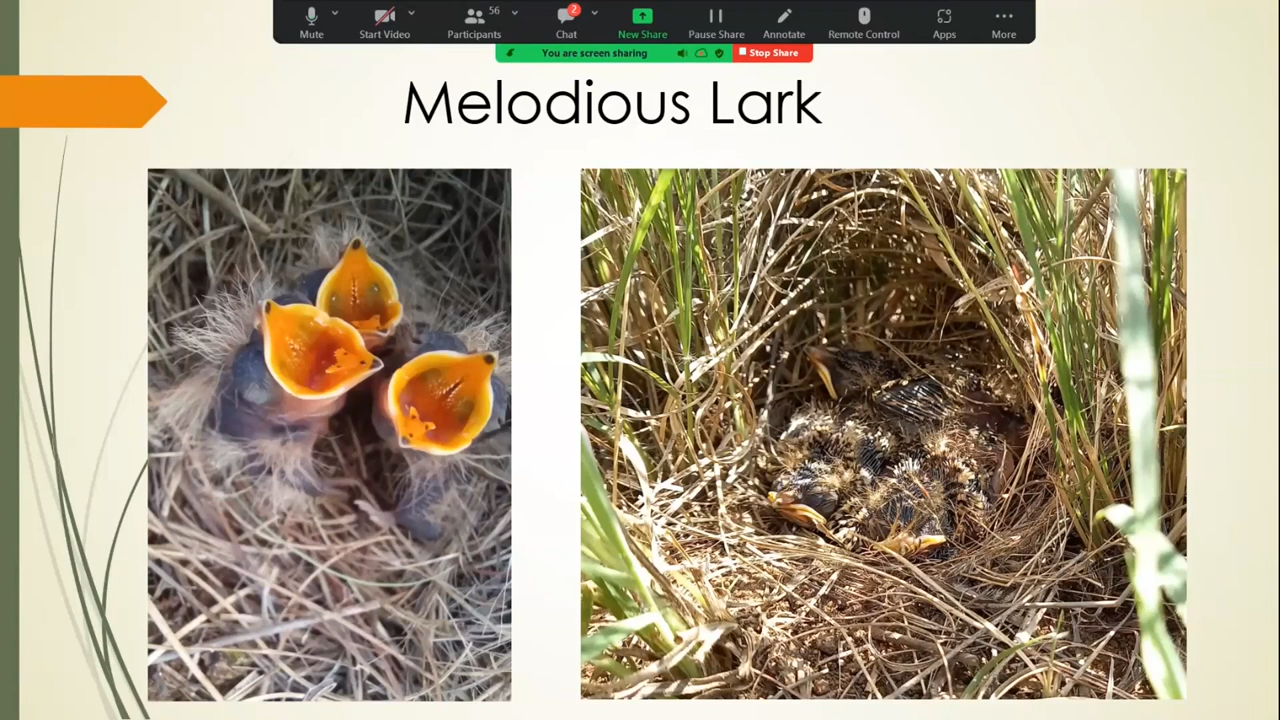 56
2
Mute
Start Video
Participants
Chat
New Share
Pause Share
Annotate
Remote Control
Apps
More
You are screen sharing
Stop Share
Melodious Lark